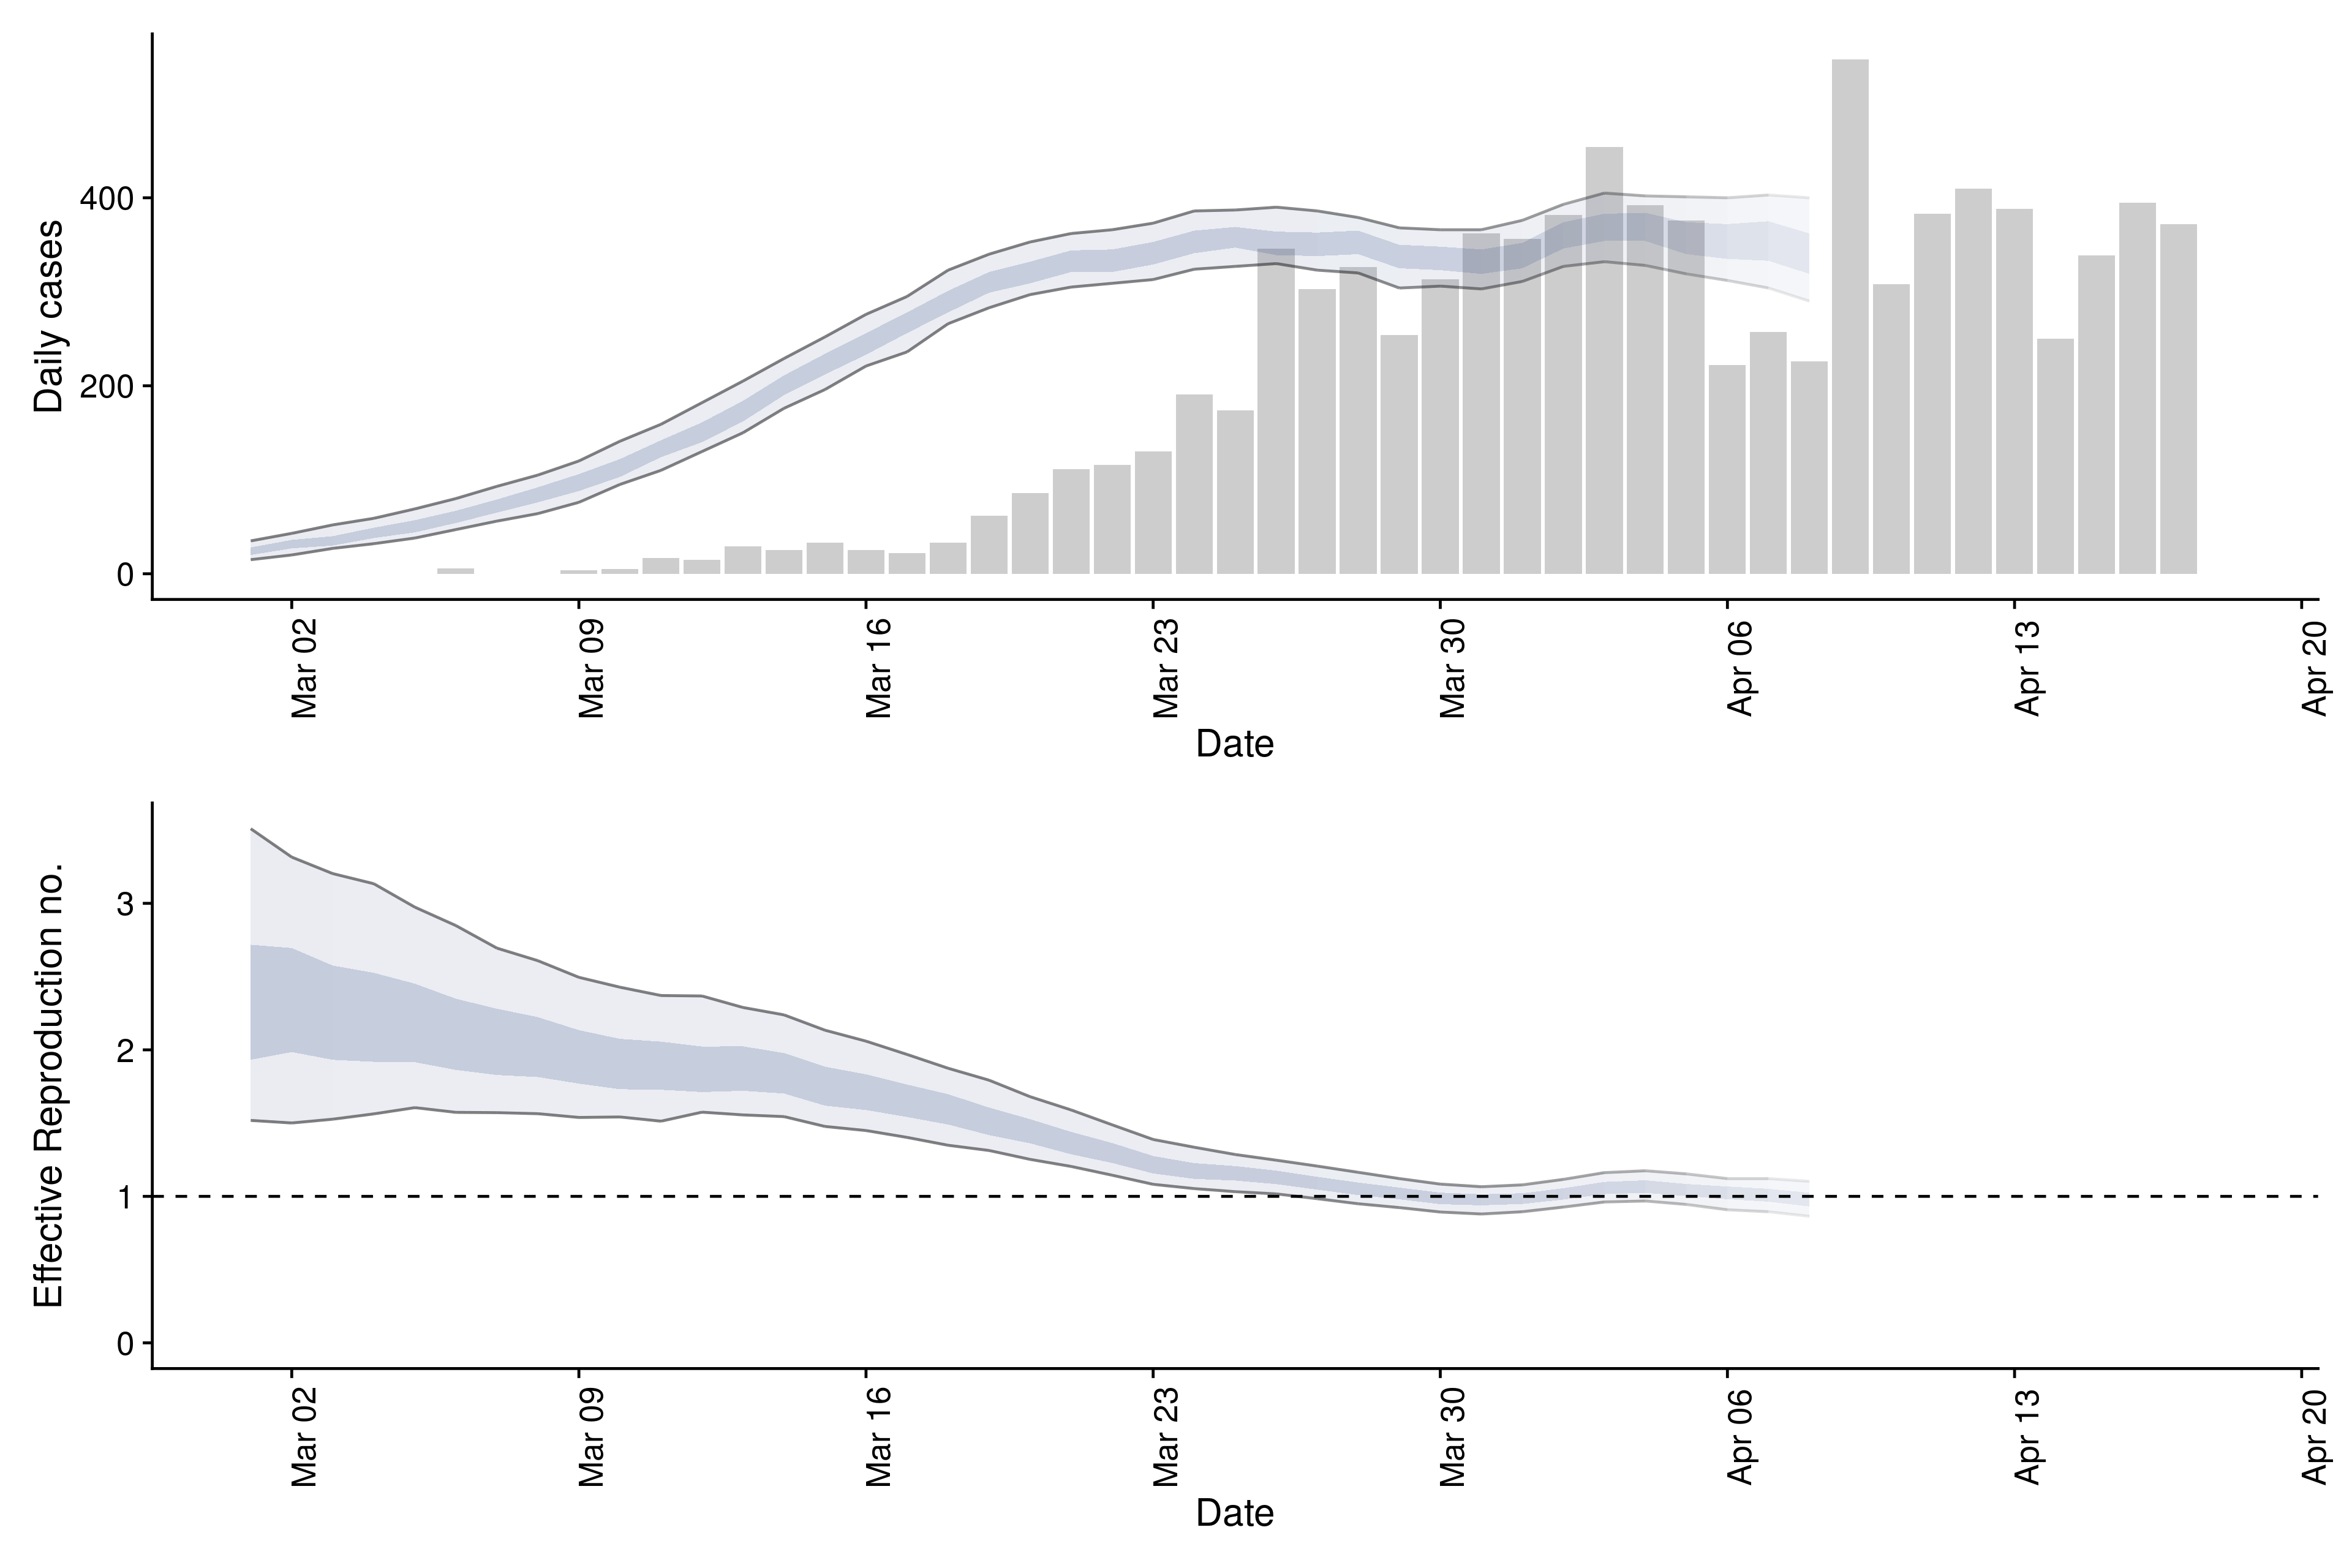 Daily cases
400
200
0
Mar 02
Mar 09
Mar 16
Mar 23
Mar 30
Apr 06
Apr 13
Apr 20
Date
Effective Reproduction no.
3
2
1
0
Mar 02
Mar 09
Mar 16
Mar 23
Mar 30
Apr 06
Apr 13
Apr 20
Date